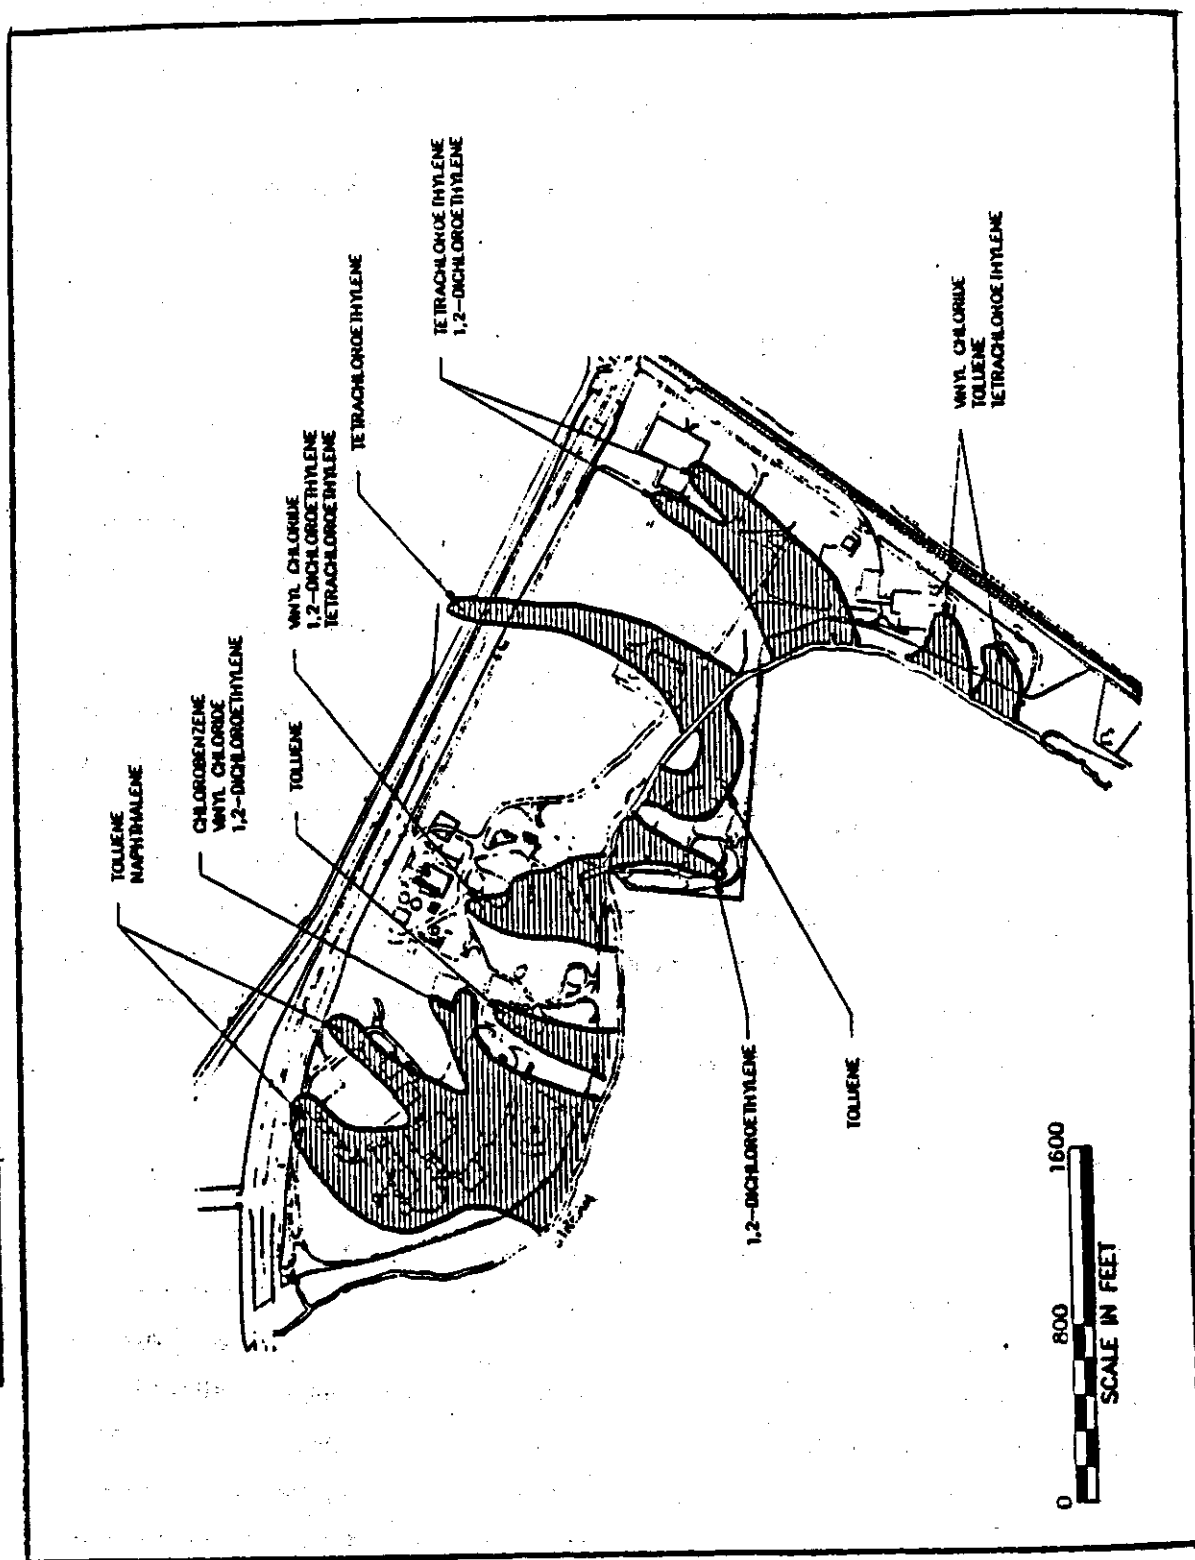 TOLUENE
NAPHTHALENE
CHLOROBENZENE
VINYL CHLORIDE
1,2-DICHLOROETHYLENE
TOLUENE
VINYL CHLORIDE
1,2-DICHLOROETHYLENE
TETRACHLOROETHYLENE
TETRACHLOROETHYLENE
TETRACHLOROETHYLENE
1,2-DICHLOROETHYLENE
VINYL CHLORIDE
TOLUENE
TETRACHLOROETHYLENE
1,2-DICHLOROETHYLENE
TOLUENE
STREAM
0 800 1600
SCALE IN FEET